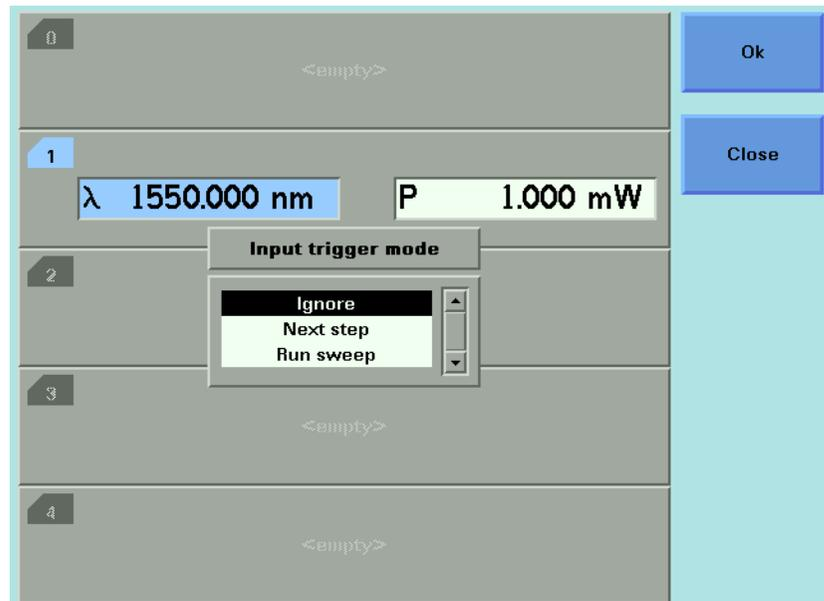 0
<empty>
Ok
1
Close
λ 1550.000 nm
P 1.000 mW
Input trigger mode
2
Ignore
Next step
Run sweep
3
<empty>
4
<empty>